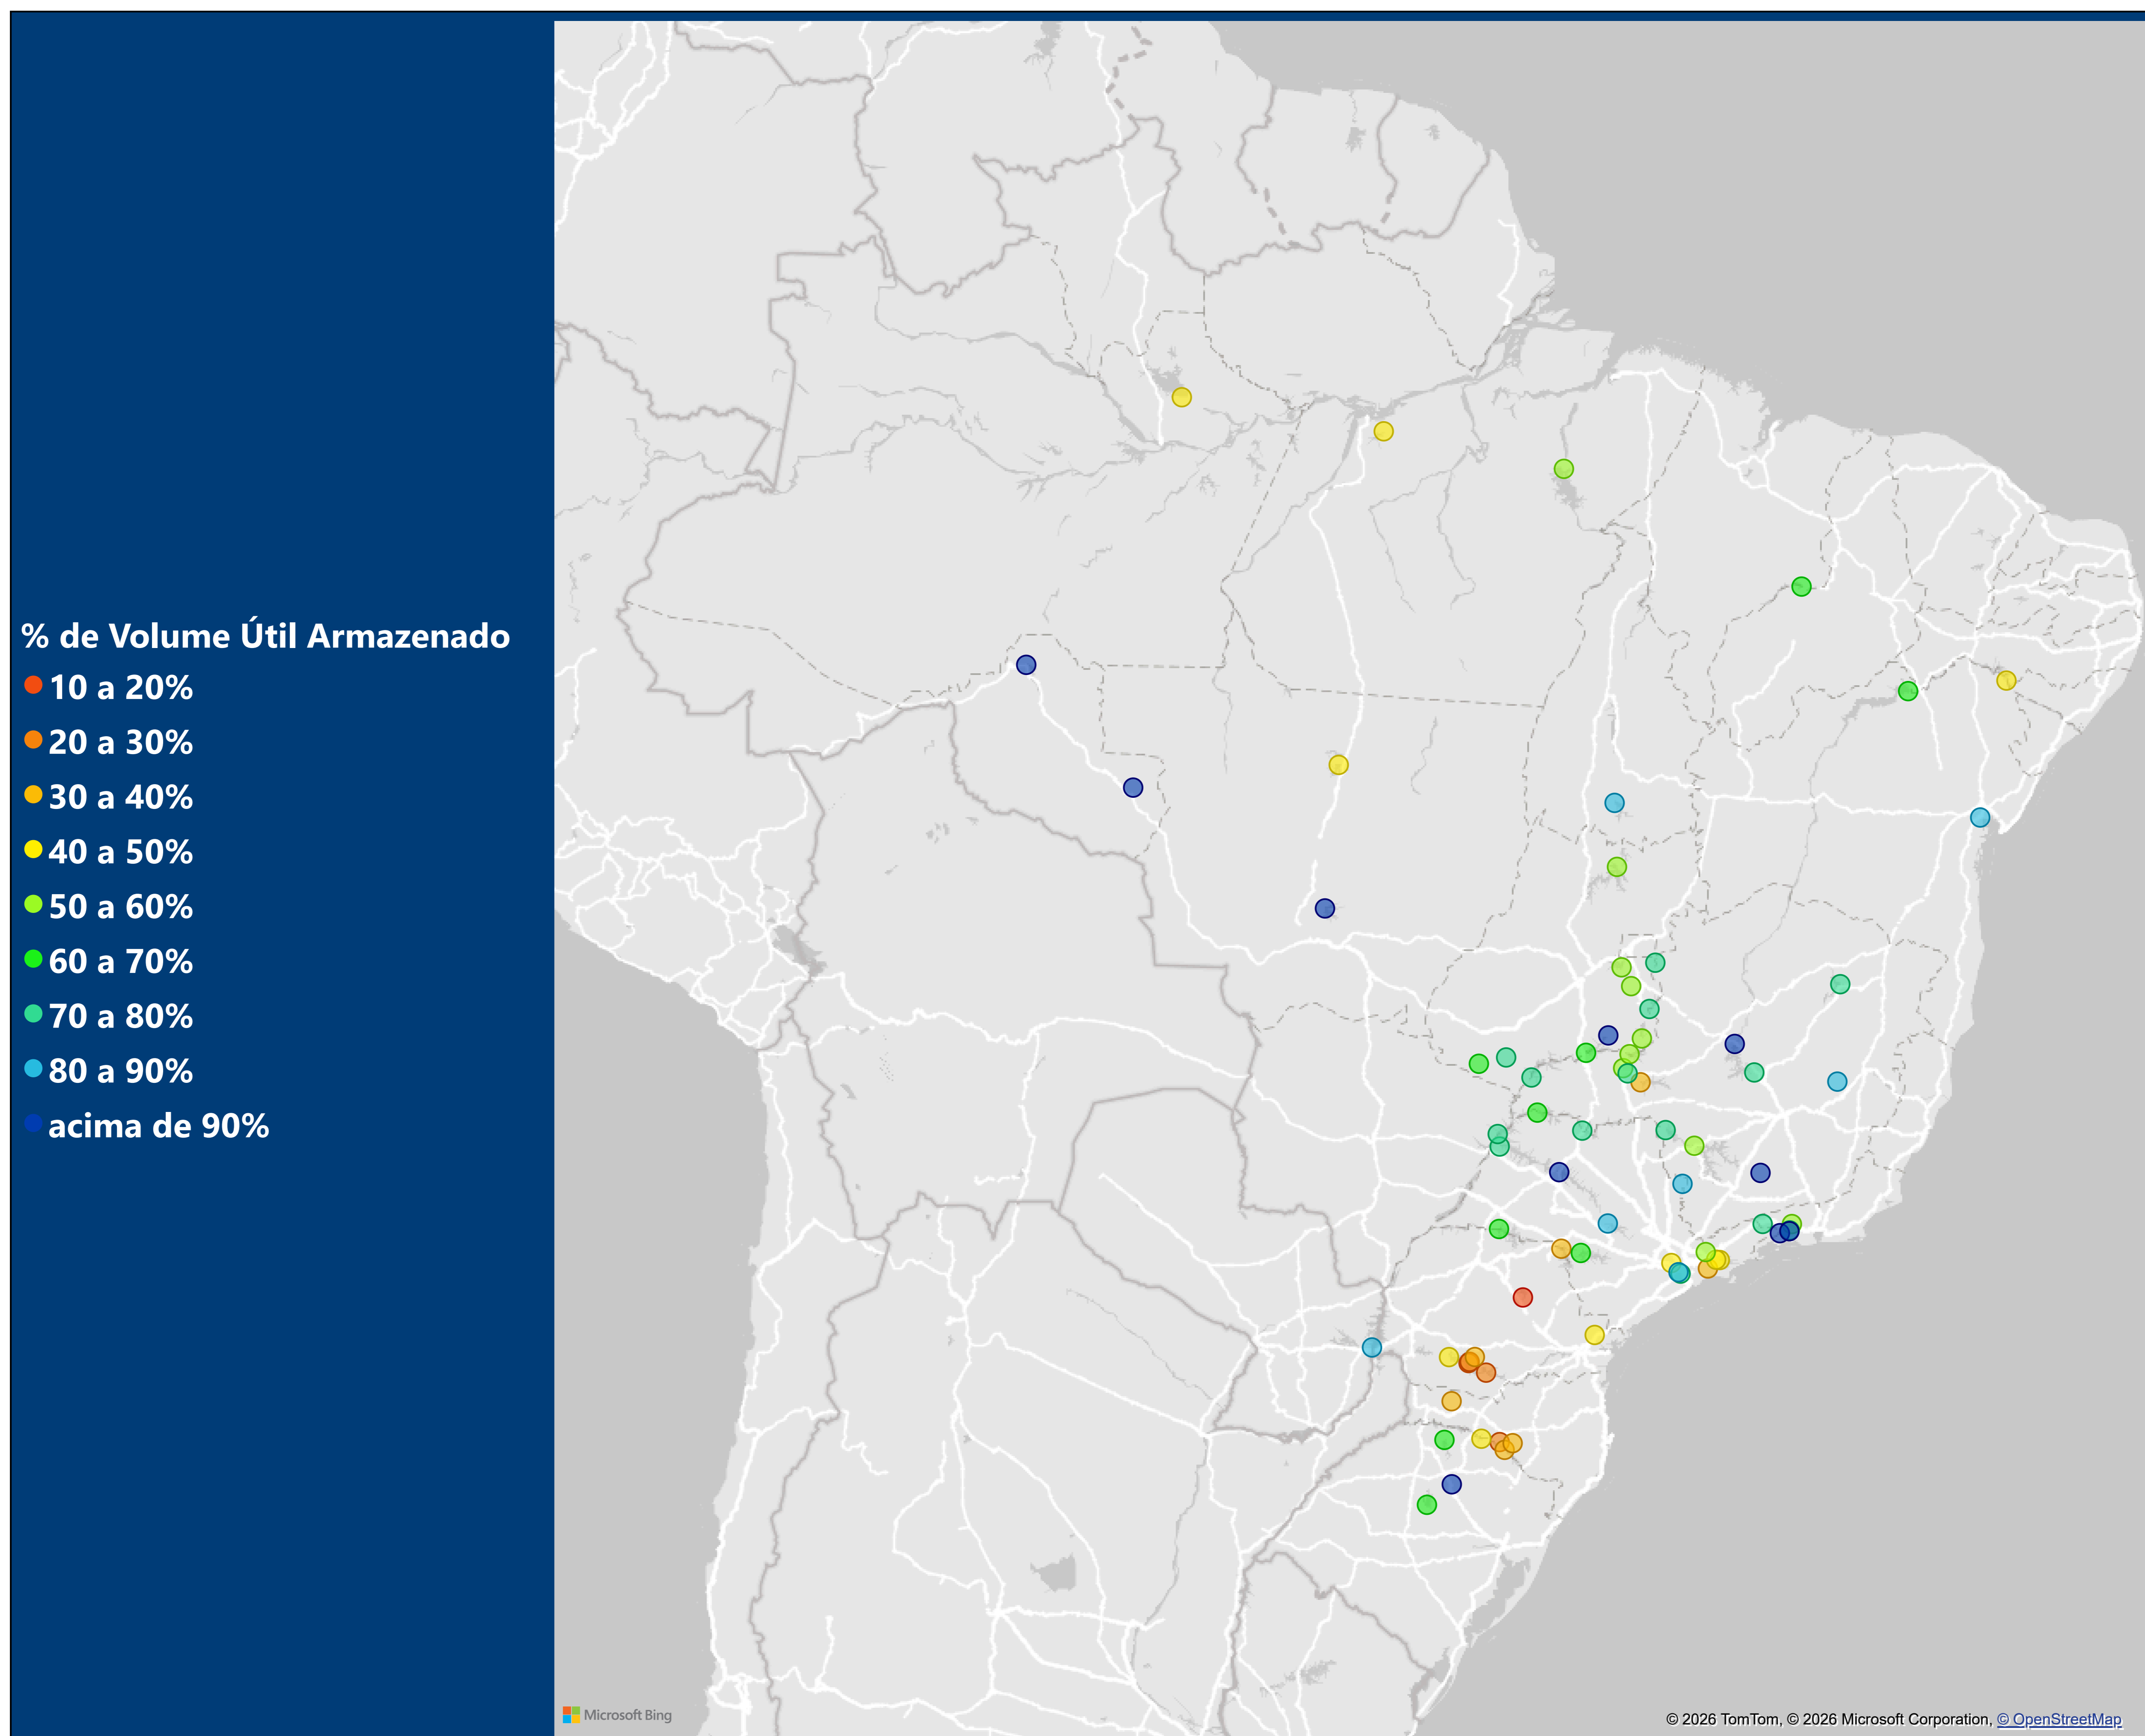 % de Volume Útil Armazenado
10 a 20%
20 a 30%
30 a 40%
40 a 50%
50 a 60%
60 a 70%
70 a 80%
80 a 90%
acima de 90%
Microsoft Bing
© 2026 TomTom, © 2026 Microsoft Corporation, © OpenStreetMap